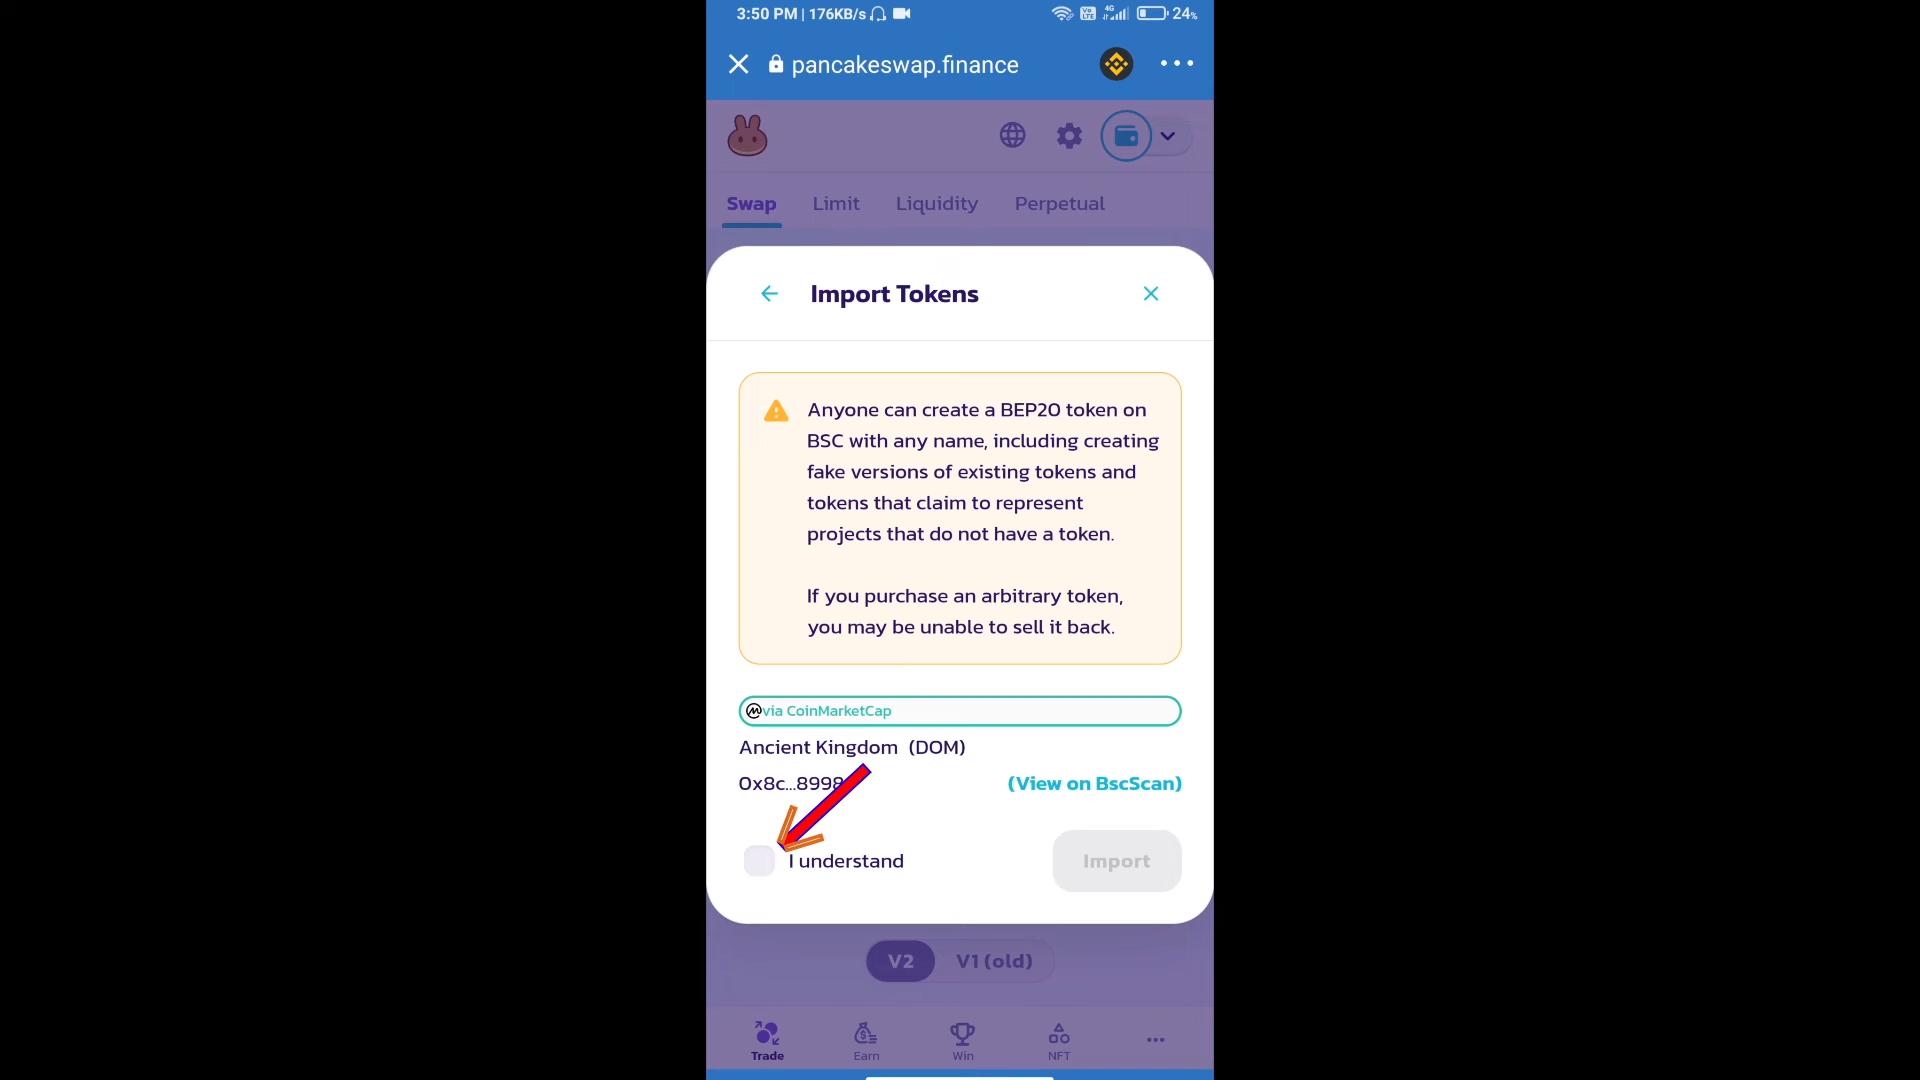 3:50 PM | 176KB/s Vo LTE 4G 24%
pancakeswap.finance
Swap Limit Liquidity Perpetual
Import Tokens
Anyone can create a BEP20 token on
BSC with any name, including creating
fake versions of existing tokens and
tokens that claim to represent
projects that do not have a token.
If you purchase an arbitrary token,
you may be unable to sell it back.
via CoinMarketCap
Ancient Kingdom (DOM)
0x8c...8998 (View on BscScan)
I understand Import
V2 V1 (old)
Trade Earn Win NFT